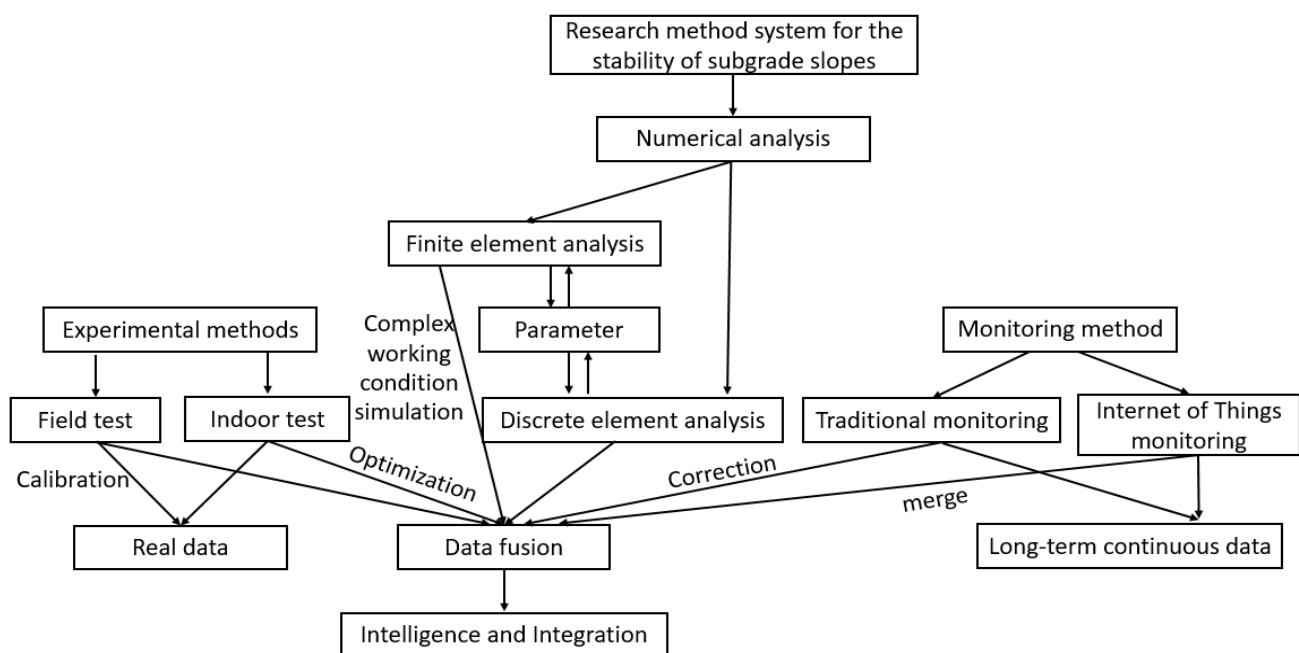 Research method system for the
stability of subgrade slopes
Numerical analysis
Finite element analysis
Experimental methods
Complex
working
condition
simulation
Parameter
Monitoring method
Field test
Indoor test
Discrete element analysis
Traditional monitoring
Internet of Things
monitoring
Calibration
Optimization
Correction
merge
Real data
Data fusion
Long-term continuous data
Intelligence and Integration